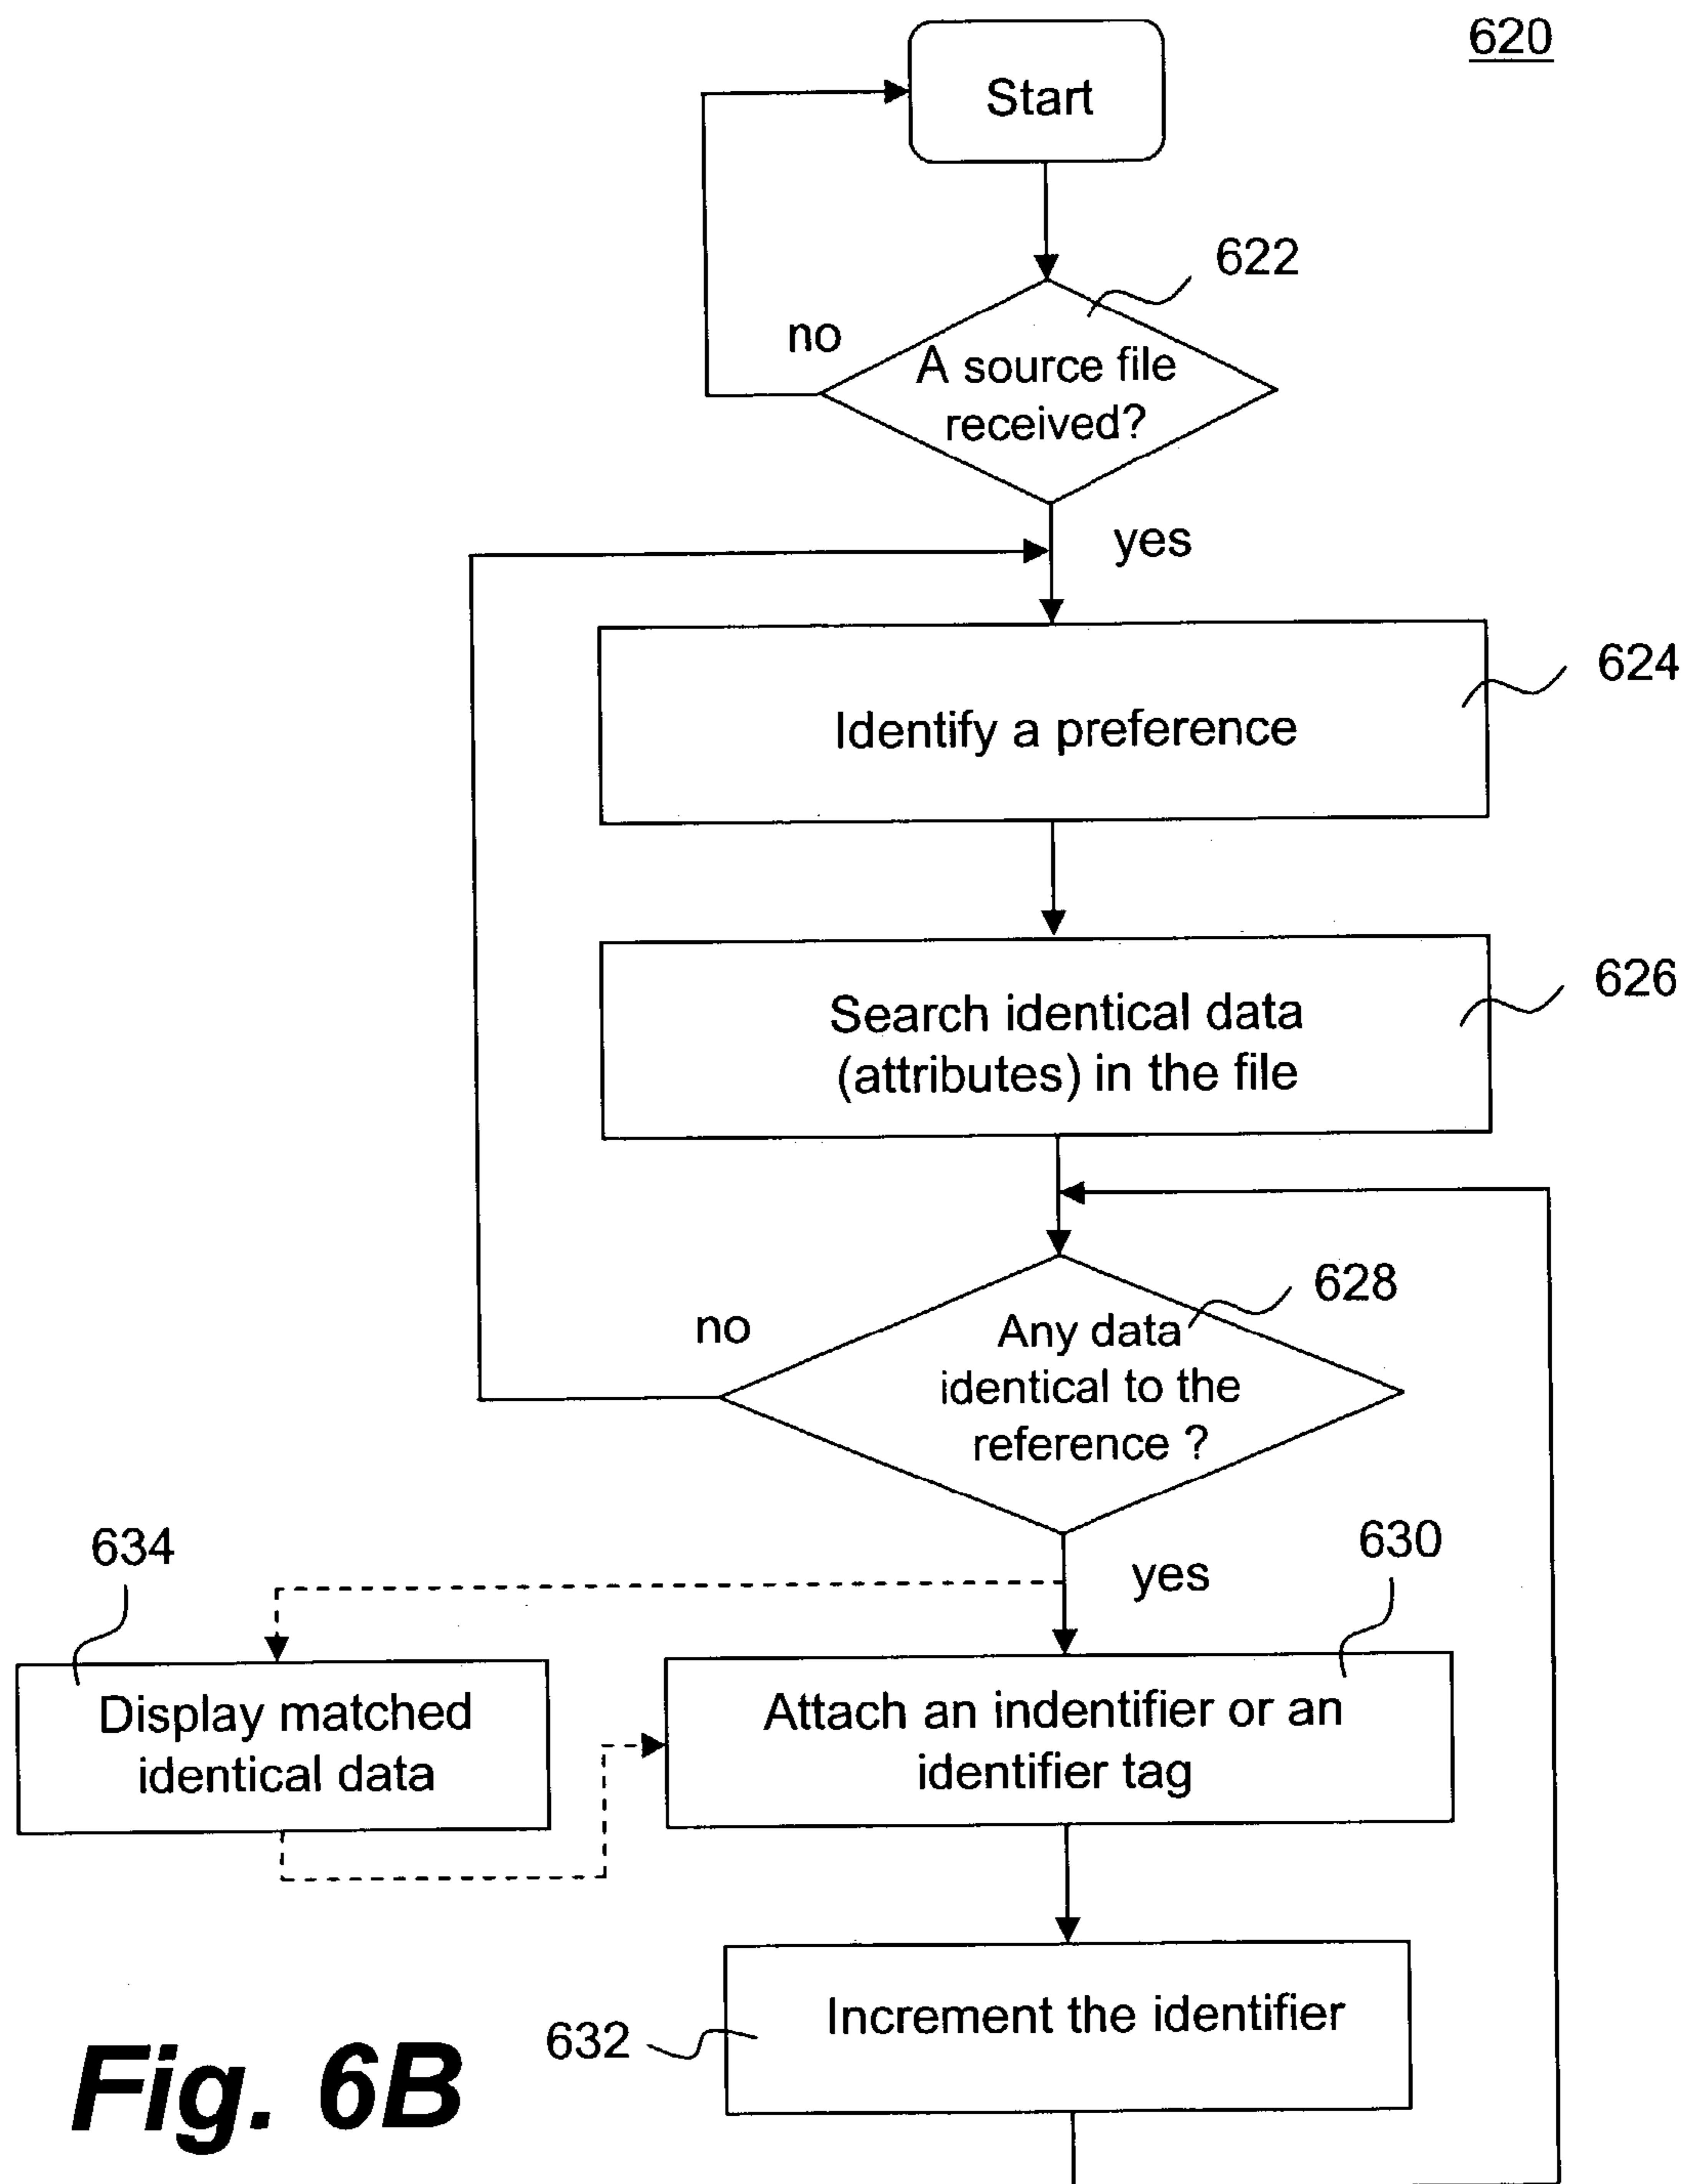 620
Start
622
no
A source file
received?
yes
624
Identify a preference
626
Search identical data
(attributes) in the file
628
no
Any data
identical to the
reference ?
634
630
yes
Display matched
identical data
Attach an indentifier or an
identifier tag
Increment the identifier
632
Fig. 6B